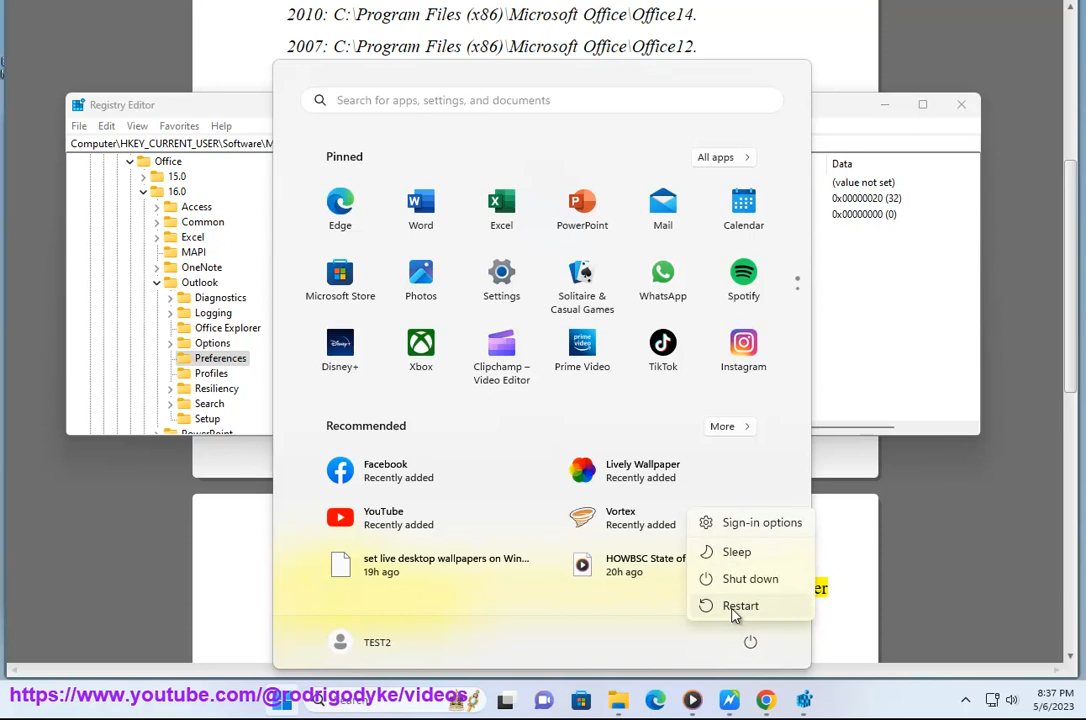 2010: C:\Program Files (x86)\Microsoft Office\Office14.
2007: C:\Program Files (x86)\Microsoft Office\Office12.
Registry Editor
File Edit View Favorites Help
Computer\HKEY_CURRENT_USER\Software\M
Office
15.0
16.0
Access
Common
Excel
MAPI
OneNote
Outlook
Diagnostics
Logging
Office Explorer
Options
Preferences
Profiles
Resiliency
Search
Setup
PowerPoint
Data
(value not set)
0x00000020 (32)
0x00000000 (0)
Search for apps, settings, and documents
Pinned
All apps
Edge
Word
Excel
PowerPoint
Mail
Calendar
Microsoft Store
Photos
Settings
Solitaire &
Casual Games
WhatsApp
Spotify
Disney+
Xbox
Clipchamp –
Video Editor
Prime Video
TikTok
Instagram
Recommended
More
Facebook
Recently added
Lively Wallpaper
Recently added
YouTube
Recently added
Vortex
Recently added
set live desktop wallpapers on Win...
19h ago
HOWBSC State of
20h ago
Sign-in options
Sleep
Shut down
Restart
er
TEST2
https://www.youtube.com/@rodrigodyke/videos
8:37 PM
5/6/2023